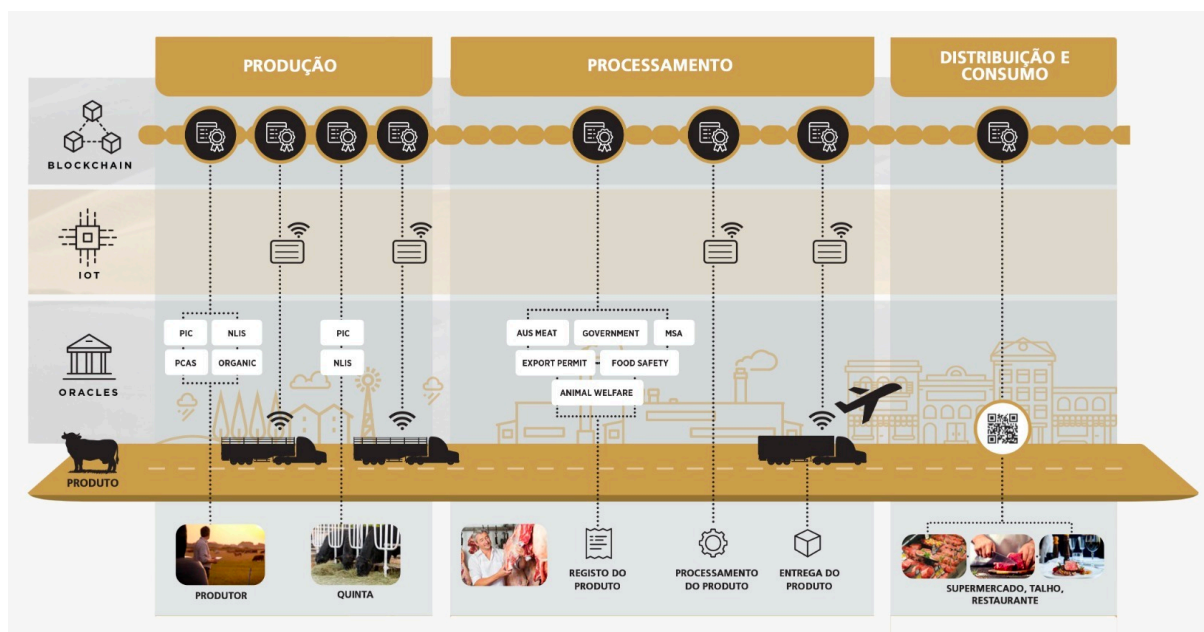 PRODUÇÃO
PROCESSAMENTO
DISTRIBUIÇÃO E
CONSUMO
BLOCKCHAIN
IOT
ORACLES
PIC
NLIS
PCAS
ORGANIC
PIC
NLIS
AUS MEAT
GOVERNMENT
MSA
EXPORT PERMIT
FOOD SAFETY
ANIMAL WELFARE
PRODUTO
PRODUTOR
QUINTA
REGISTO DO
PRODUTO
PROCESSAMENTO
DO PRODUTO
ENTREGA DO
PRODUTO
SUPERMERCADO, TALHO,
RESTAURANTE